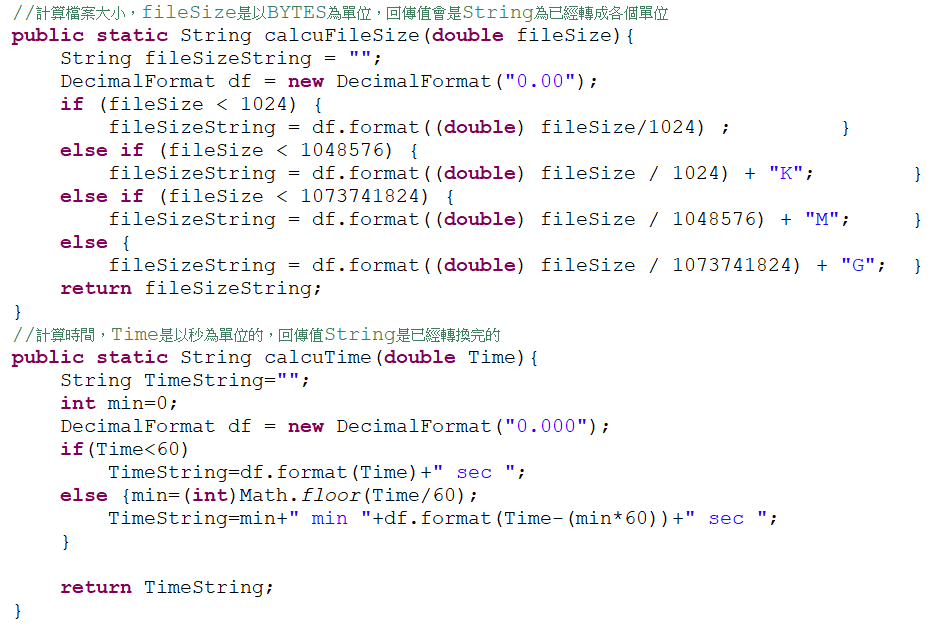 //計算檔案大小，fileSize是以BYTES為單位，回傳值會是String為已經轉成各個單位
public static String calcuFileSize(double fileSize){
    String fileSizeString = "";
    DecimalFormat df = new DecimalFormat("0.00");
    if (fileSize < 1024) {
        fileSizeString = df.format((double) fileSize/1024) ;         }
    else if (fileSize < 1048576) {
        fileSizeString = df.format((double) fileSize / 1024) + "K";        }
    else if (fileSize < 1073741824) {
        fileSizeString = df.format((double) fileSize / 1048576) + "M";     }
    else {
        fileSizeString = df.format((double) fileSize / 1073741824) + "G";  }
    return fileSizeString;
}
//計算時間，Time是以秒為單位的，回傳值String是已經轉換完的
public static String calcuTime(double Time){
    String TimeString="";
    int min=0;
    DecimalFormat df = new DecimalFormat("0.000");
    if(Time<60)
        TimeString=df.format(Time)+" sec ";
    else {min=(int)Math.floor(Time/60);
        TimeString=min+" min "+df.format(Time-(min*60))+" sec ";
    }
    return TimeString;
}